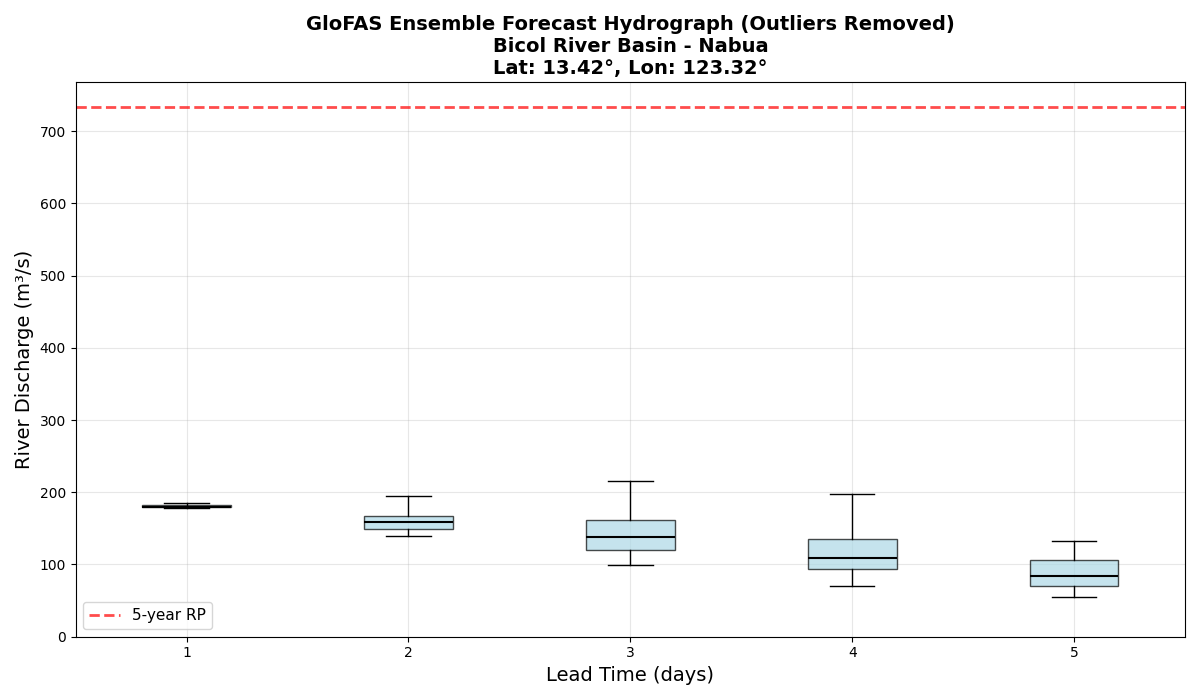 GloFAS Ensemble Forecast Hydrograph (Outliers Removed)
Bicol River Basin - Nabua
Lat: 13.42°, Lon: 123.32°
River Discharge (m³/s)
700
600
500
400
300
200
100
0
5-year RP
1 2 3 4 5
Lead Time (days)